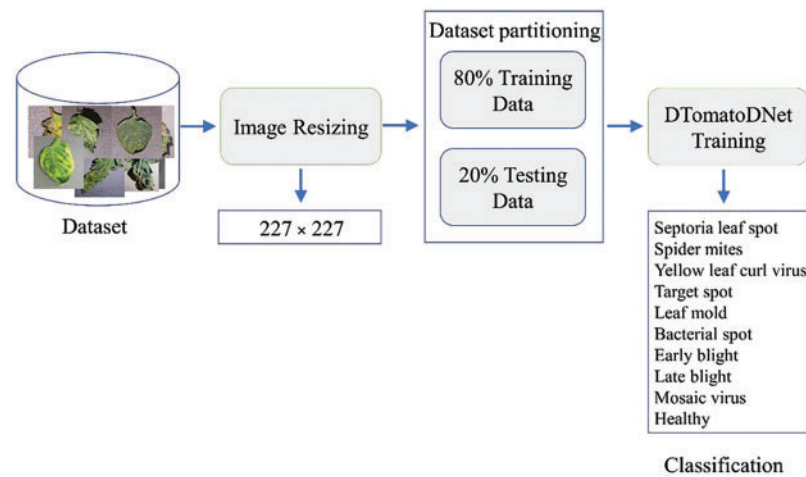 Dataset
Image Resizing
227 × 227
Dataset partitioning
80% Training
Data
20% Testing
Data
DTomatoDNet
Training
Septoria leaf spot
Spider mites
Yellow leaf curl virus
Target spot
Leaf mold
Bacterial spot
Early blight
Late blight
Mosaic virus
Healthy
Classification